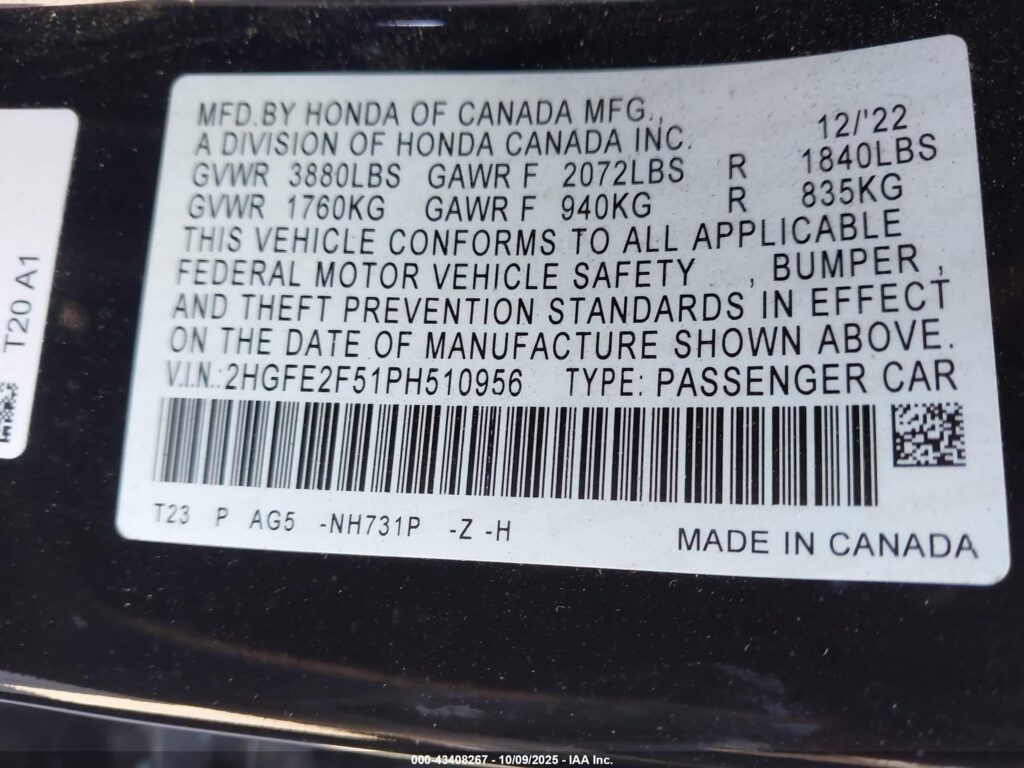 MFD.BY HONDA OF CANADA MFG.,
A DIVISION OF HONDA CANADA INC. 12/'22
GVWR 3880LBS GAWR F 2072LBS R 1840LBS
GVWR 1760KG GAWR F 940KG R 835KG
THIS VEHICLE CONFORMS TO ALL APPLICABLE
FEDERAL MOTOR VEHICLE SAFETY , BUMPER ,
AND THEFT PREVENTION STANDARDS IN EFFECT
ON THE DATE OF MANUFACTURE SHOWN ABOVE.
V.I.N.: 2HGFE2F51PH510956 TYPE: PASSENGER CAR
T23 P AG5 -NH731P -Z -H
MADE IN CANADA
T20 A1
000-43408267 - 10/09/2025 - IAA Inc.